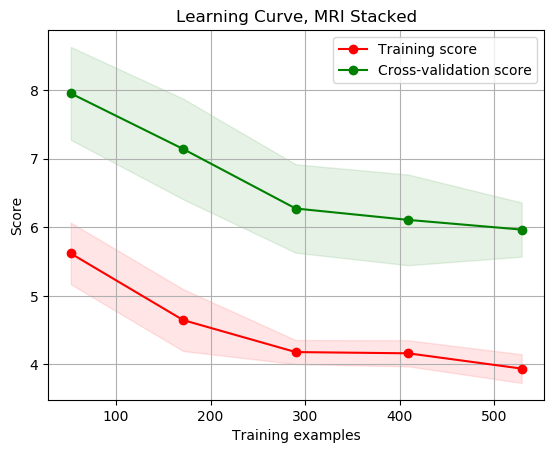 Learning Curve, MRI Stacked
Training score
Cross-validation score
Score
8
7
6
5
4
100
200
300
400
500
Training examples